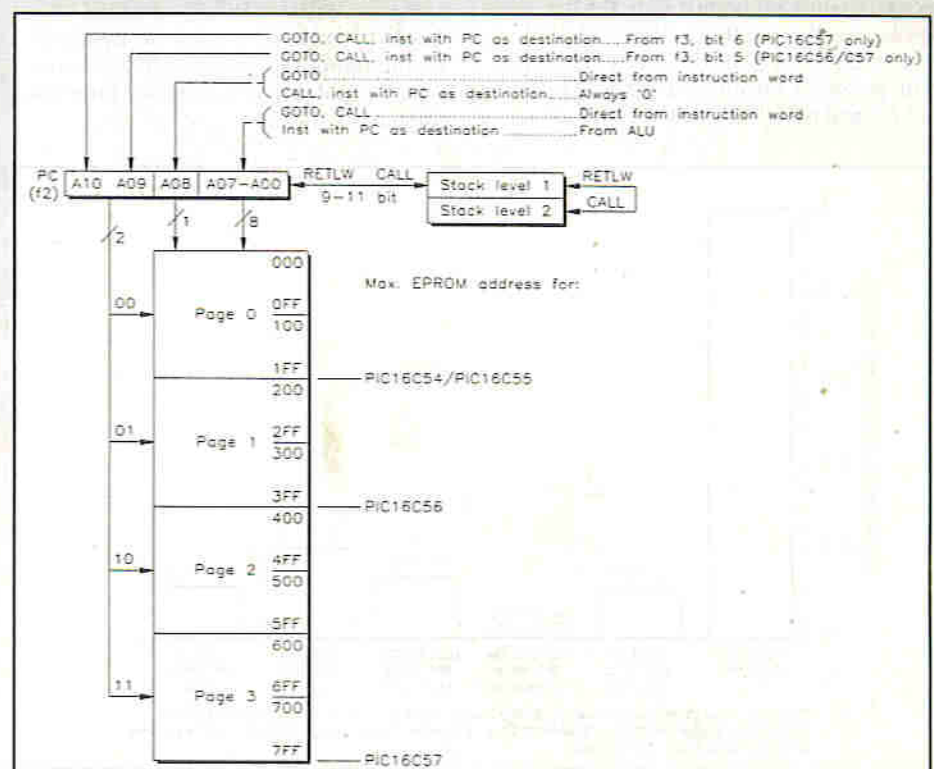 GOTO, CALL, inst with PC as destination....From f3, bit 6 (PIC16C57 only)
GOTO, CALL, inst with PC as destination....From f3, bit 5 (PIC16C56/C57 only)
GOTO.................................Direct from instruction word
CALL, inst with PC as destination....Always '0'
GOTO, CALL...........................Direct from instruction word
Inst with PC as destination..........From ALU
PC
(f2)
A10 A09 A08 A07-A00
RETLW CALL
9-11 bit
Stack level 1
Stack level 2
RETLW
CALL
2
1
8
000
Max. EPROM address for:
00
Page 0
0FF
100
1FF
PIC16C54/PIC16C55
200
01
Page 1
2FF
300
3FF
PIC16C56
400
10
Page 2
4FF
500
5FF
600
11
Page 3
6FF
700
7FF
PIC16C57